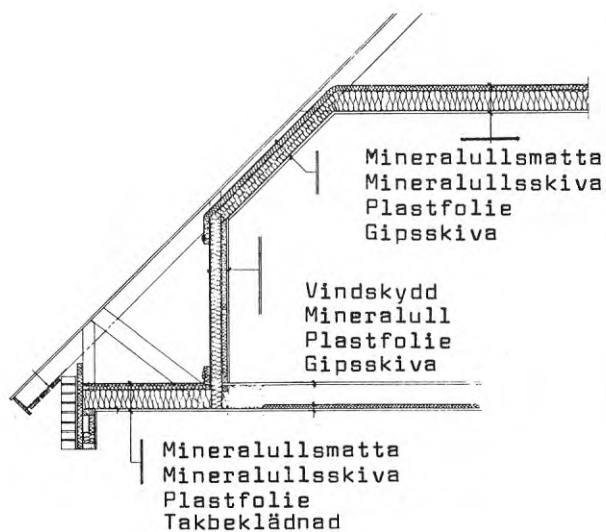 Mineralullsmatta
Mineralullsskiva
Plastfolie
Gipsskiva
Vindskydd
Mineralull
Plastfolie
Gipsskiva
Mineralullsmatta
Mineralullsskiva
Plastfolie
Takbeklädnad